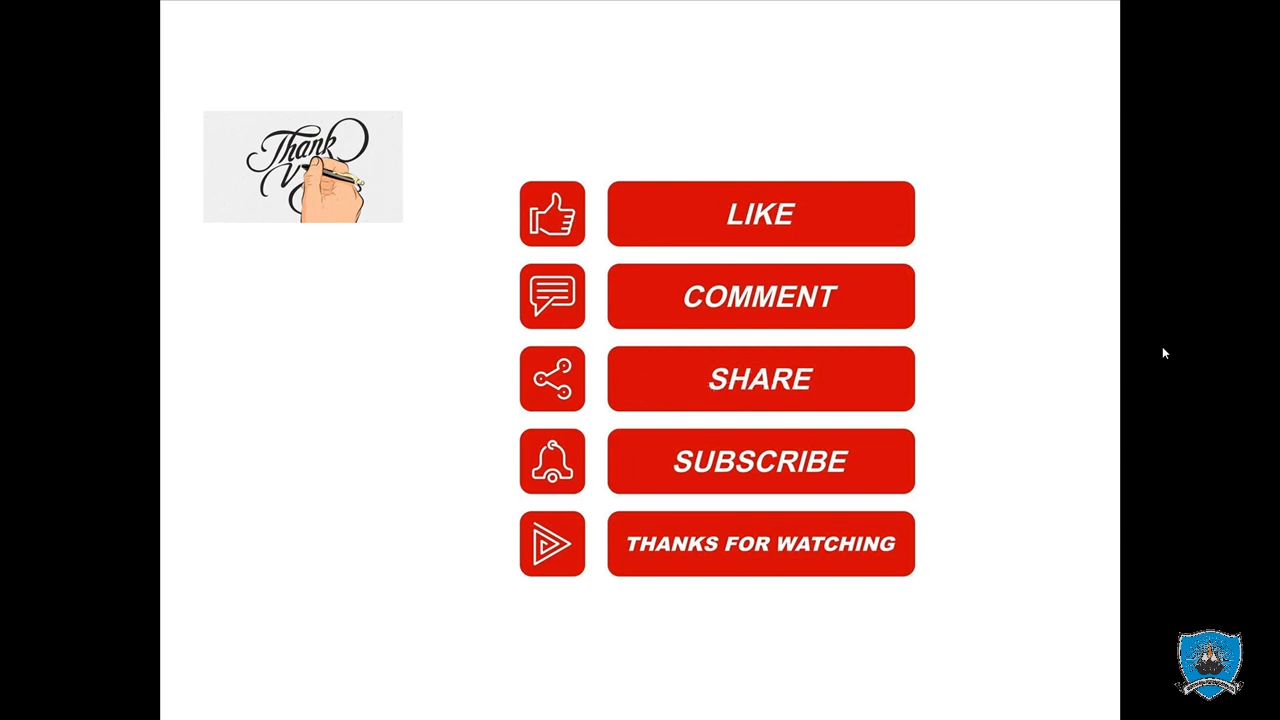 Thank
LIKE
COMMENT
SHARE
SUBSCRIBE
THANKS FOR WATCHING